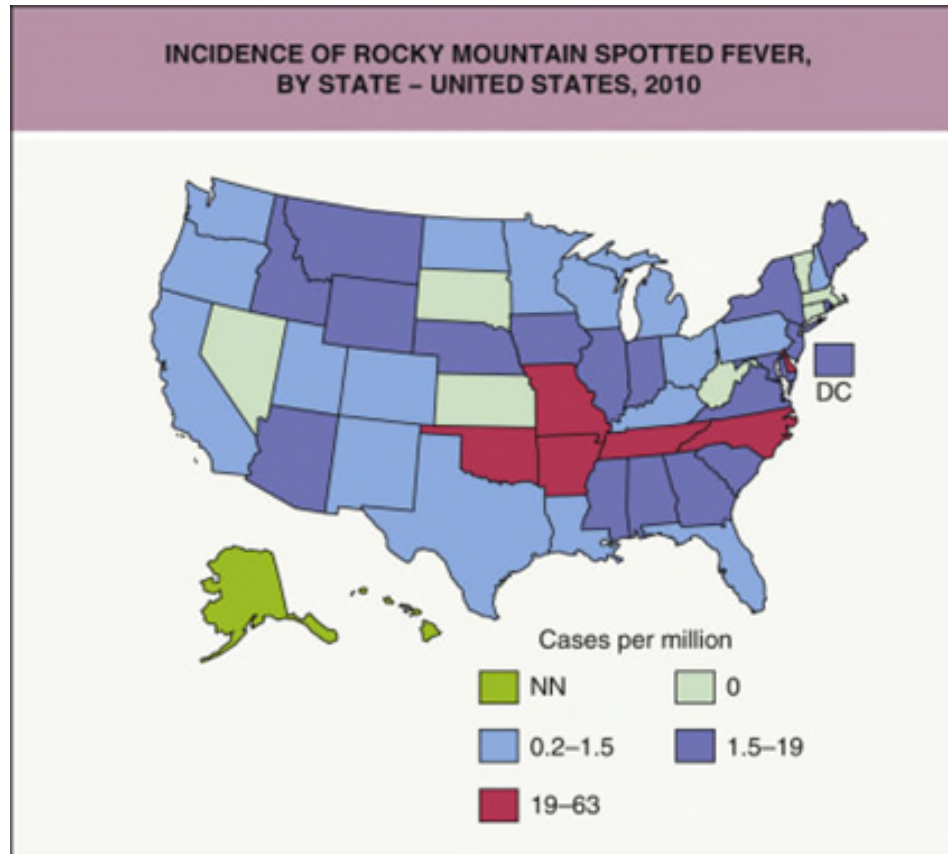 INCIDENCE OF ROCKY MOUNTAIN SPOTTED FEVER,
BY STATE – UNITED STATES, 2010
DC
Cases per million
NN
0
0.2–1.5
1.5–19
19–63